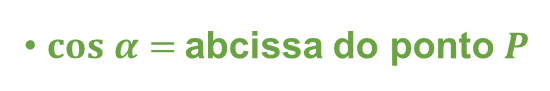 • cos α = abcissa do ponto P